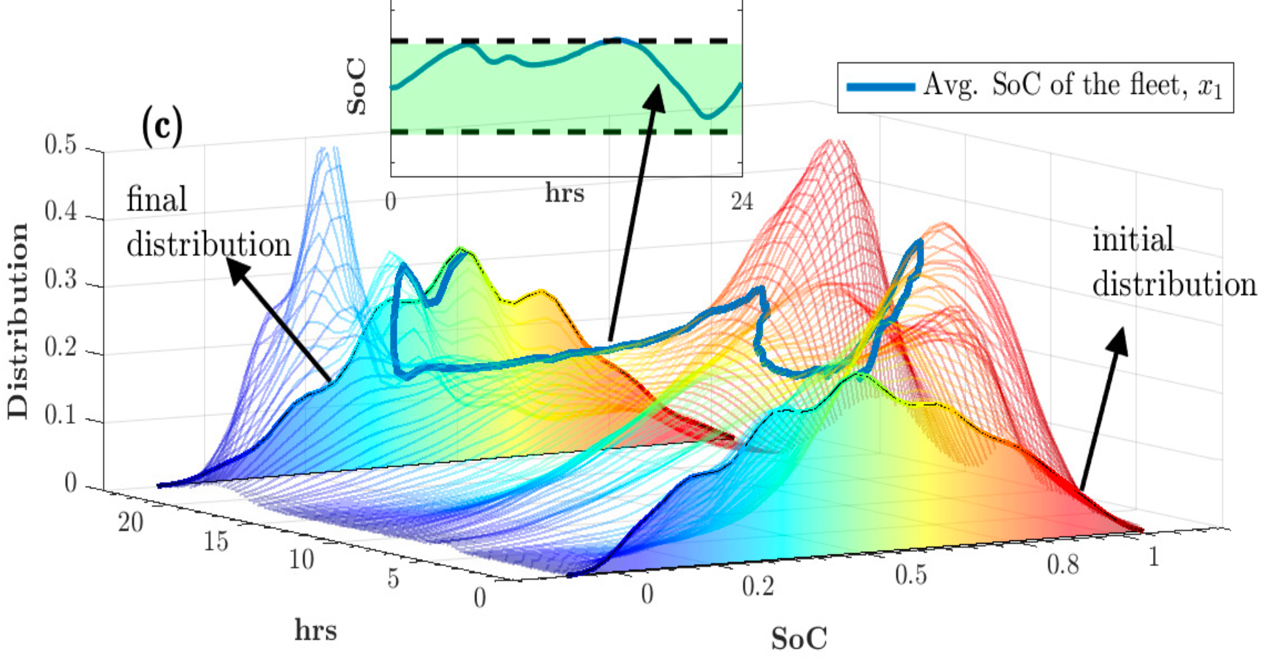 SoC
0
hrs
24
Avg. SoC of the fleet, x₁
(c)
final
distribution
initial
distribution
Distribution
0.5
0.4
0.3
0.2
0.1
0
20
15
10
5
0
hrs
0
0.2
0.5
0.8
1
SoC